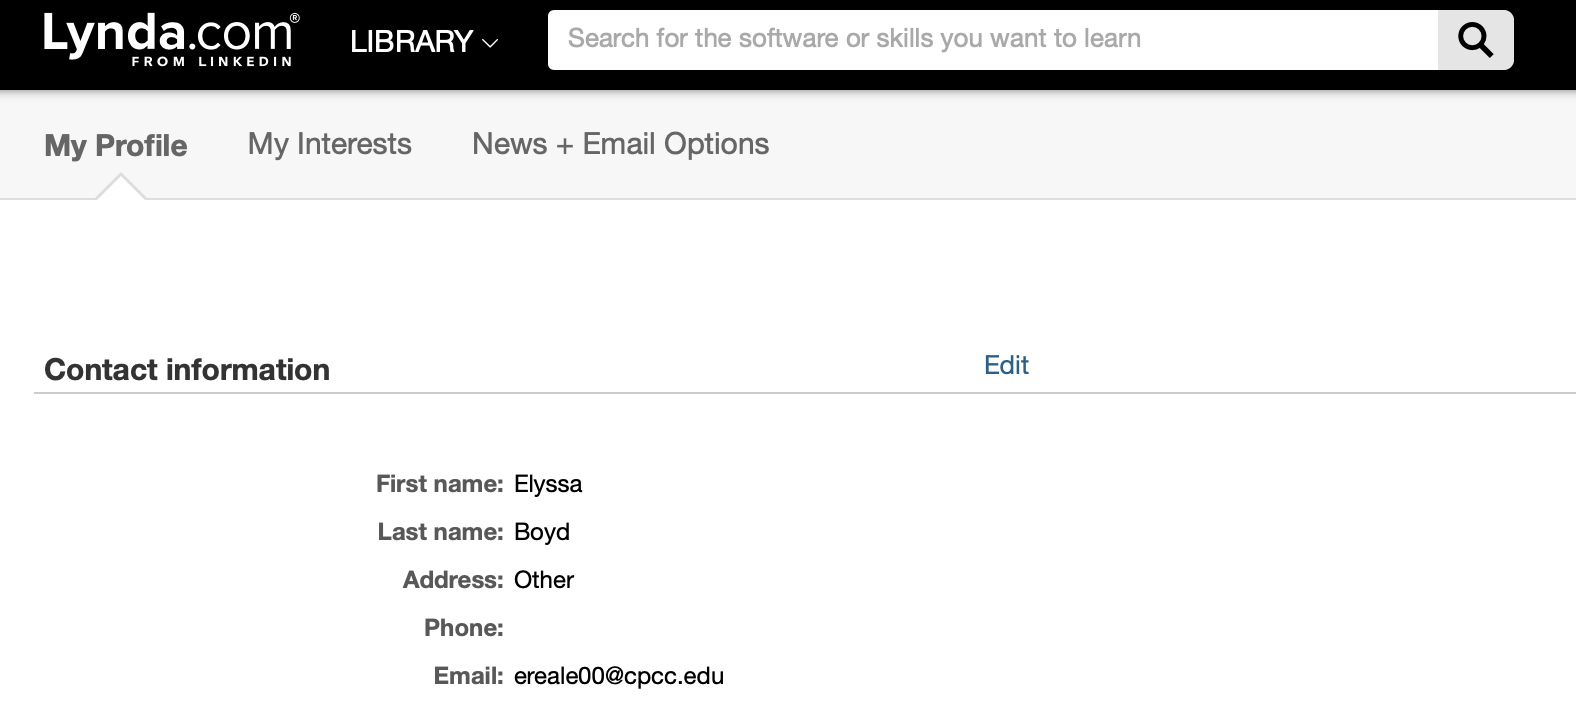 Lynda.com®
FROM LINKEDIN
LIBRARY
Search for the software or skills you want to learn
My Profile
My Interests
News + Email Options
Contact information
Edit
First name: Elyssa
Last name: Boyd
Address: Other
Phone:
Email: ereale00@cpcc.edu